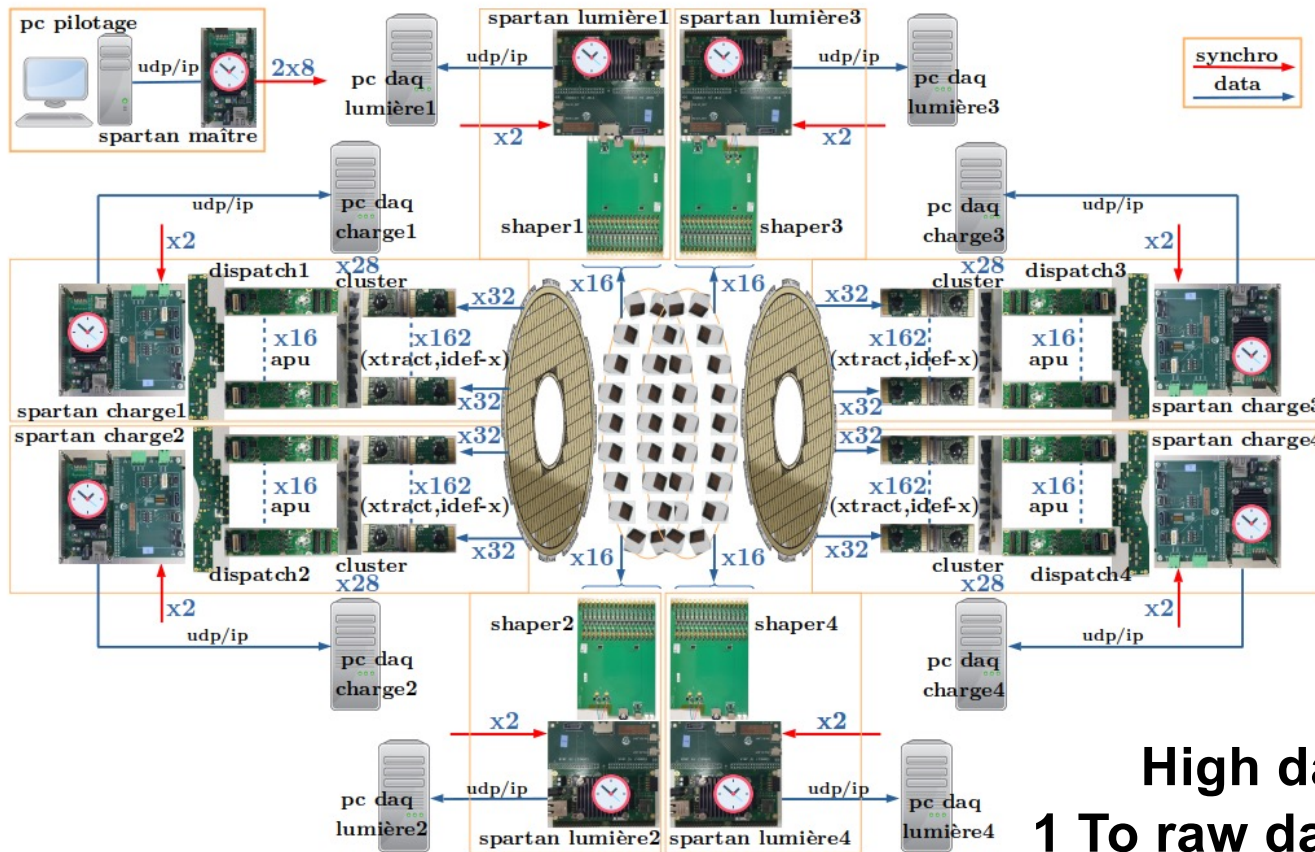 pc pilotage
udp/ip
2x8
spartan maître
spartan lumière1
spartan lumière3
udp/ip
udp/ip
pc daq
lumière1
pc daq
lumière3
x2
x2
synchro
data
pc daq
charge1
udp/ip
shaper1
shaper3
pc daq
charge3
udp/ip
x2
x2
dispatch1
x28
cluster
x32
x16
x16
x32
x28
cluster
dispatch3
x16
apu
x162
(xtract,idef-x)
x32
x162
(xtract,idef-x)
x32
x16
apu
spartan charge1
spartan charge3
spartan charge2
spartan charge4
x32
x32
x16
apu
x162
(xtract,idef-x)
x32
x162
(xtract,idef-x)
x32
x16
apu
dispatch2
cluster
x28
x16
x16
cluster
x28
dispatch4
x2
x2
udp/ip
pc daq
charge2
shaper2
shaper4
udp/ip
pc daq
charge4
x2
x2
pc daq
lumière2
udp/ip
udp/ip
pc daq
lumière4
spartan lumière2
spartan lumière4
High da
1 To raw da